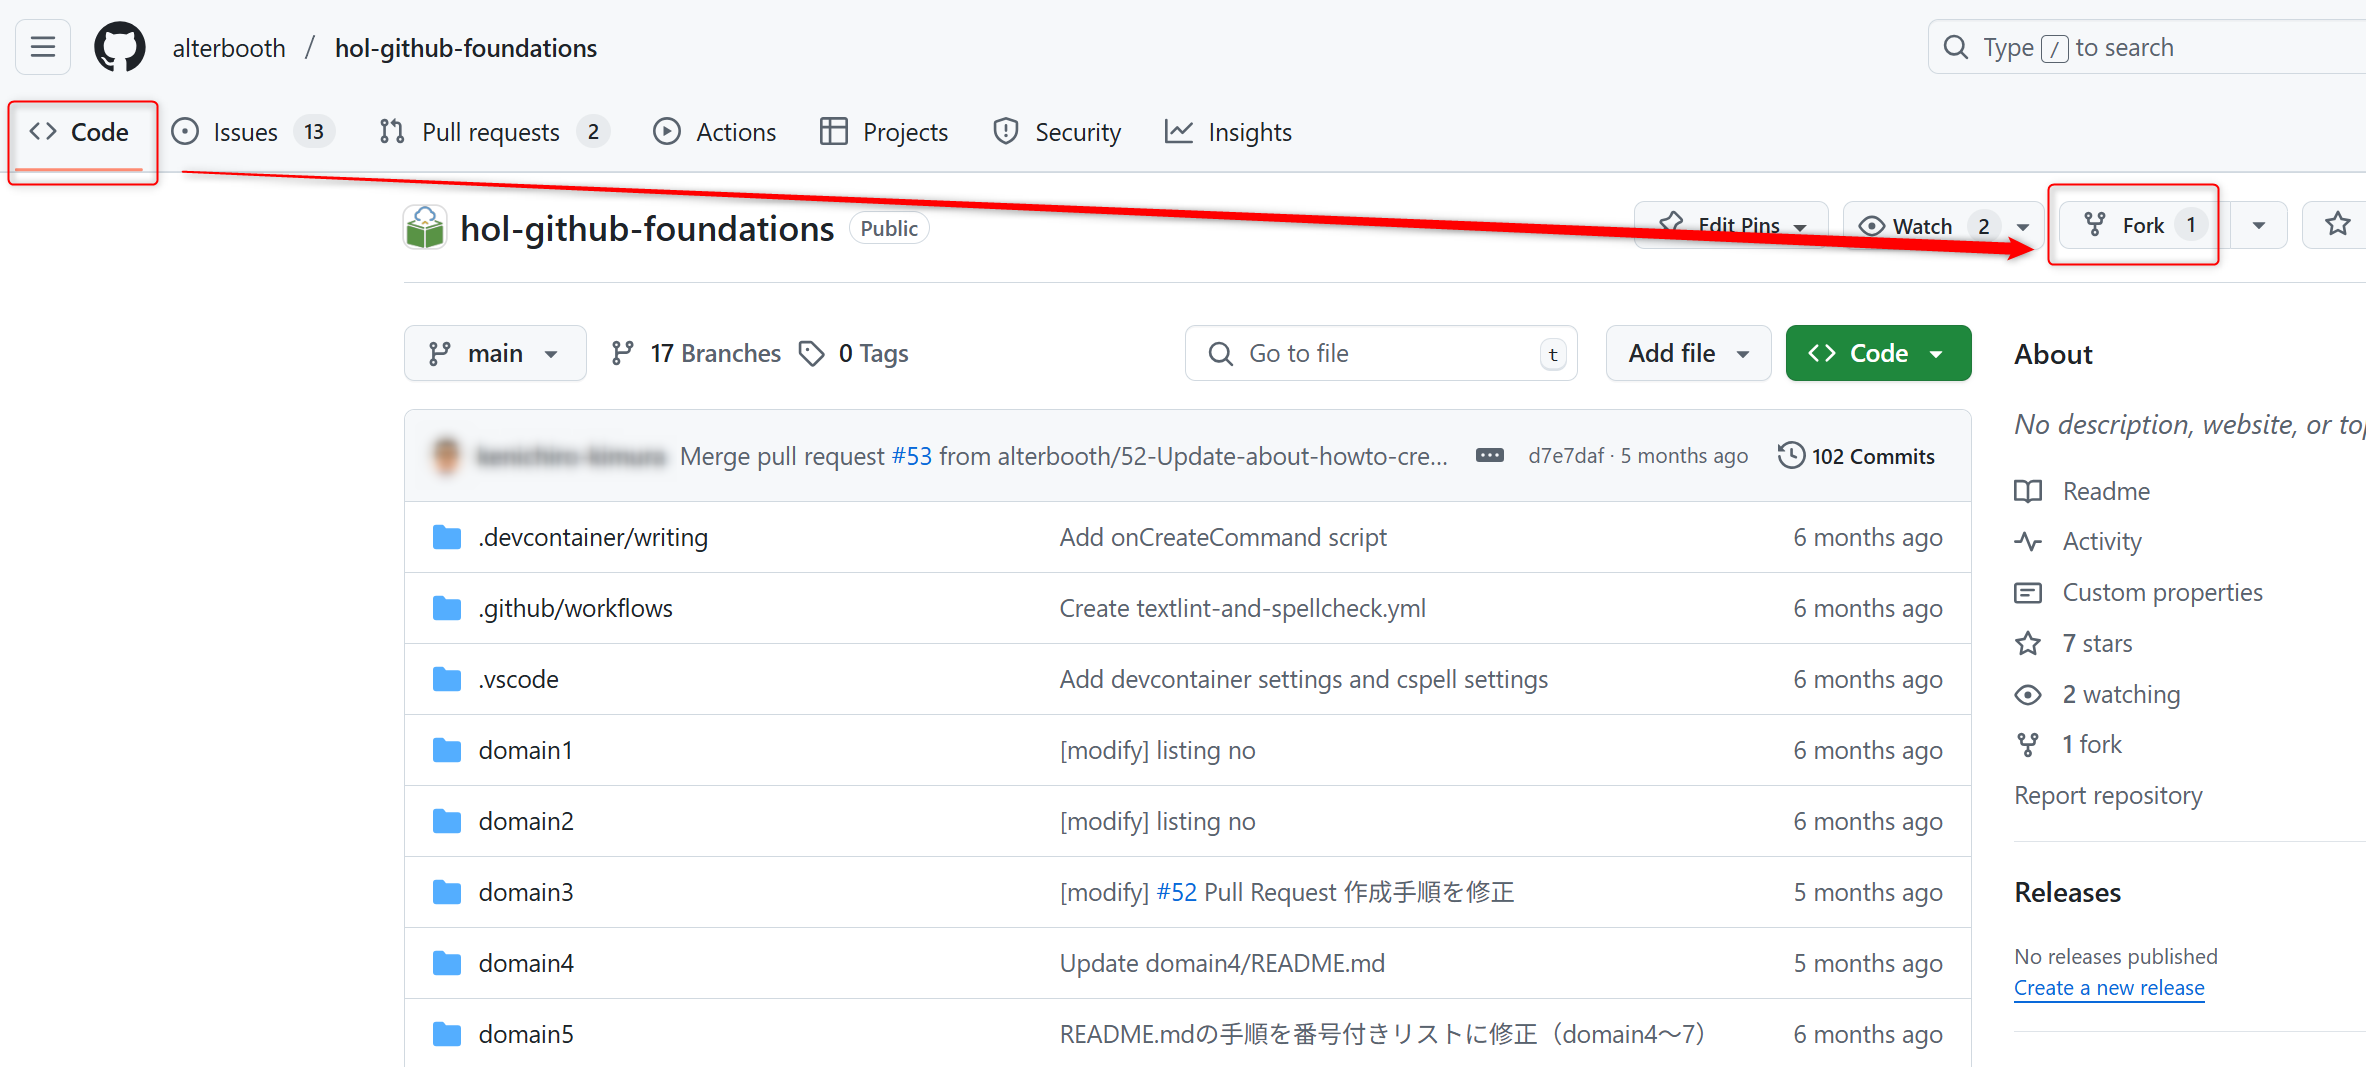 alterbooth / hol-github-foundations
Type / to search
Code Issues 13 Pull requests 2 Actions Projects Security Insights
hol-github-foundations Public
Edit Pins Watch 2 Fork 1
main 17 Branches 0 Tags
Go to file t Add file Code
Merge pull request #53 from alterbooth/52-Update-about-howto-cre... d7e7daf · 5 months ago 102 Commits
.devcontainer/writing Add onCreateCommand script 6 months ago
.github/workflows Create textlint-and-spellcheck.yml 6 months ago
.vscode Add devcontainer settings and cspell settings 6 months ago
domain1 [modify] listing no 6 months ago
domain2 [modify] listing no 6 months ago
domain3 [modify] #52 Pull Request 作成手順を修正 5 months ago
domain4 Update domain4/README.md 5 months ago
domain5 README.mdの手順を番号付きリストに修正（domain4～7） 6 months ago
About
No description, website, or
Readme
Activity
Custom properties
7 stars
2 watching
1 fork
Report repository
Releases
No releases published
Create a new release